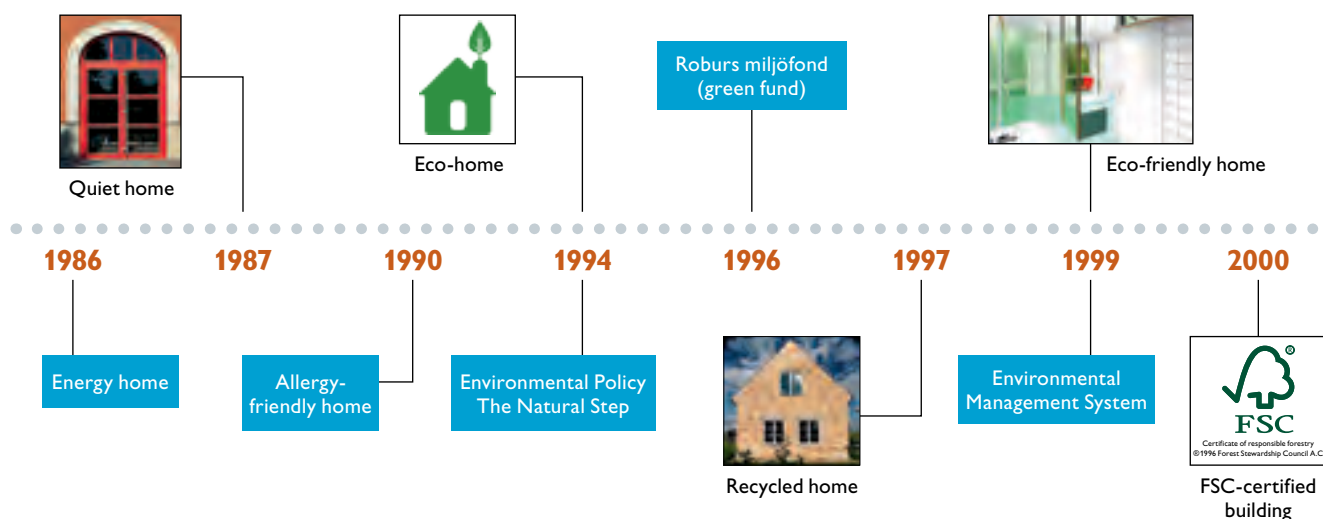 Roburs miljöfond
(green fund)
Quiet home
Eco-home
Eco-friendly home
1986
1987
1990
1994
1996
1997
1999
2000
Energy home
Allergy-
friendly home
Environmental Policy
The Natural Step
Environmental
Management System
®
FSC
Certificate of responsible forestry
©1996 Forest Stewardship Council A.C
Recycled home
FSC-certified
building